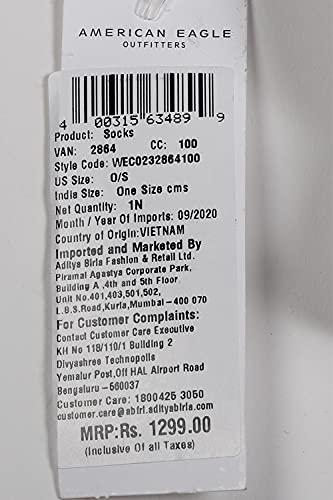 AMERICAN EAGLE
OUTFITTERS
4 00315 63489 9
Product: Socks
VAN: 2864 CC: 100
Style Code: WEC0232864100
US Size: O/S
India Size: One Size cms
Net Quantity: 1N
Month / Year Of Imports: 09/2020
Country of Origin: VIETNAM
Imported and Marketed By
Aditya Birla Fashion & Retail Ltd.
Piramal Agastya Corporate Park,
Building A ,4th and 5th Floor,
Unit No.401,403,501,502,
L.B.S.Road,Kurla,Mumbai-400 070
For Customer Complaints:
Contact Customer Care Executive
KH No 118/110/1 Building 2
Divyashree Technopolis
Yemalur Post,Off HAL Airport Road
Bengaluru -560037
Customer Care: 1800425 3050
customer.care@abfrl.adityabirla.com
MRP:Rs. 1299.00
(Inclusive Of all Taxes)